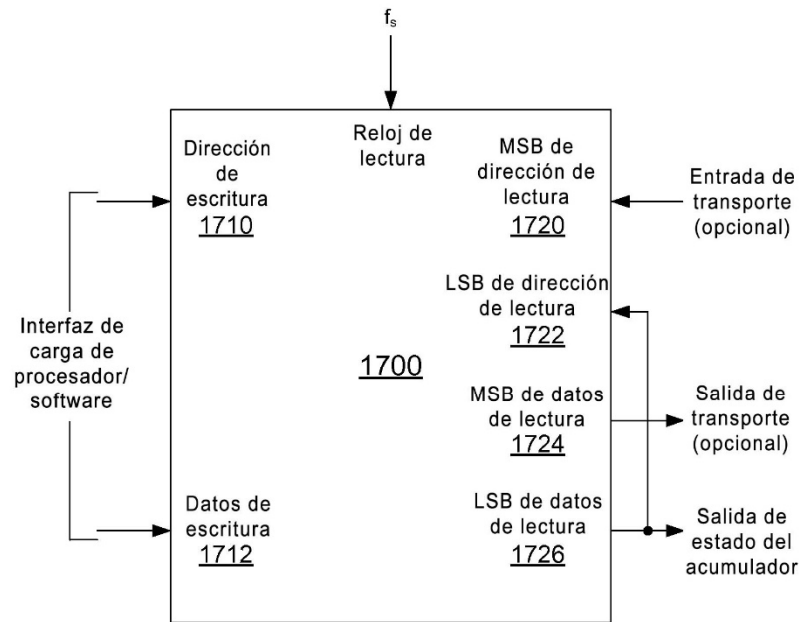 fs
Dirección
de
escritura
1710
Reloj de
lectura
MSB de
dirección de
lectura
1720
Entrada de
transporte
(opcional)
LSB de dirección
de lectura
1722
Interfaz de
carga de
procesador/
software
1700
MSB de datos
de lectura
1724
Salida de
transporte
(opcional)
Datos de
escritura
1712
LSB de datos
de lectura
1726
Salida de
estado del
acumulador